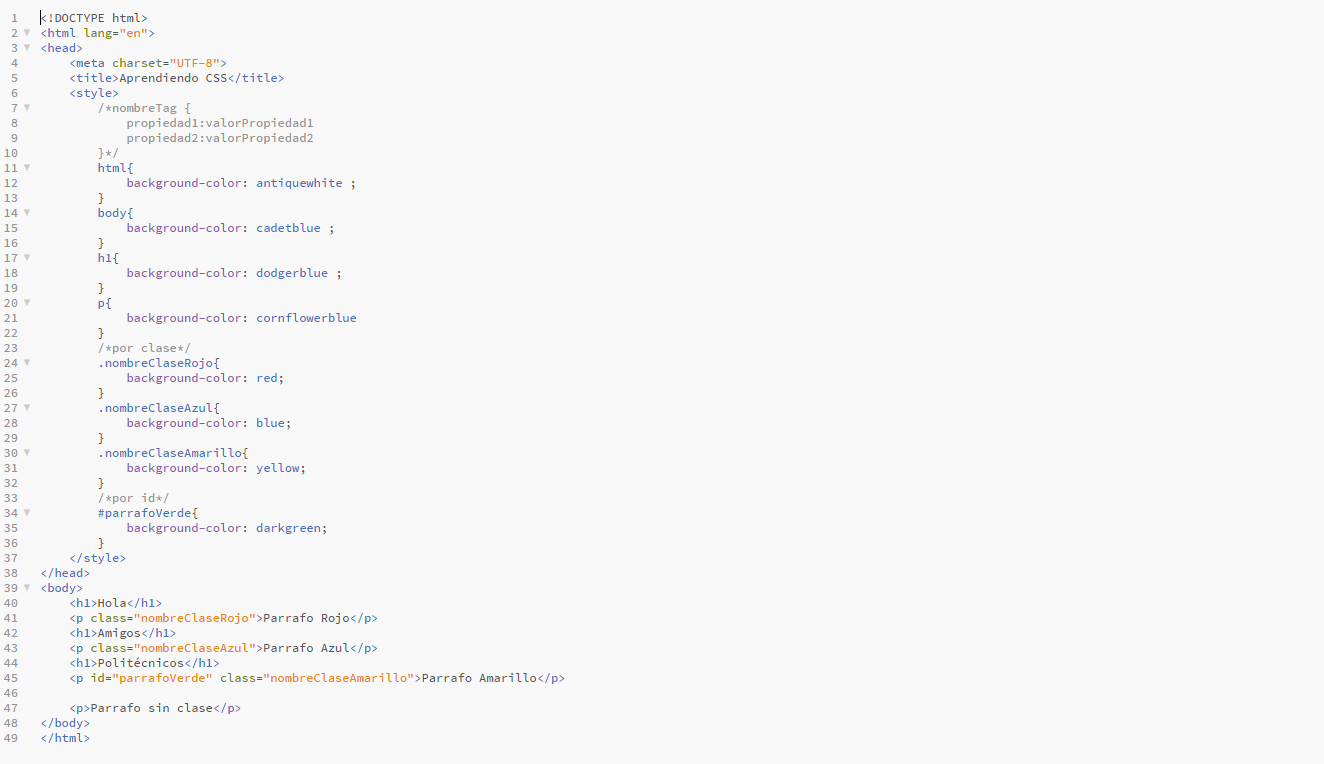 1 <!DOCTYPE html>
2 <html lang="en">
3 <head>
4     <meta charset="UTF-8">
5     <title>Aprendiendo CSS</title>
6     <style>
7         /*nombreTag {
8             propiedad1:valorPropiedad1
9             propiedad2:valorPropiedad2
10         }*/
11         html{
12             background-color: antiquewhite ;
13         }
14         body{
15             background-color: cadetblue ;
16         }
17         h1{
18             background-color: dodgerblue ;
19         }
20         p{
21             background-color: cornflowerblue
22         }
23         /*por clase*/
24         .nombreClaseRojo{
25             background-color: red;
26         }
27         .nombreClaseAzul{
28             background-color: blue;
29         }
30         .nombreClaseAmarillo{
31             background-color: yellow;
32         }
33         /*por id*/
34         #parrafoVerde{
35             background-color: darkgreen;
36         }
37     </style>
38 </head>
39 <body>
40     <h1>Hola</h1>
41     <p class="nombreClaseRojo">Parrafo Rojo</p>
42     <h1>Amigos</h1>
43     <p class="nombreClaseAzul">Parrafo Azul</p>
44     <h1>Politécnicos</h1>
45     <p id="parrafoVerde" class="nombreClaseAmarillo">Parrafo Amarillo</p>
46
47     <p>Parrafo sin clase</p>
48 </body>
49 </html>